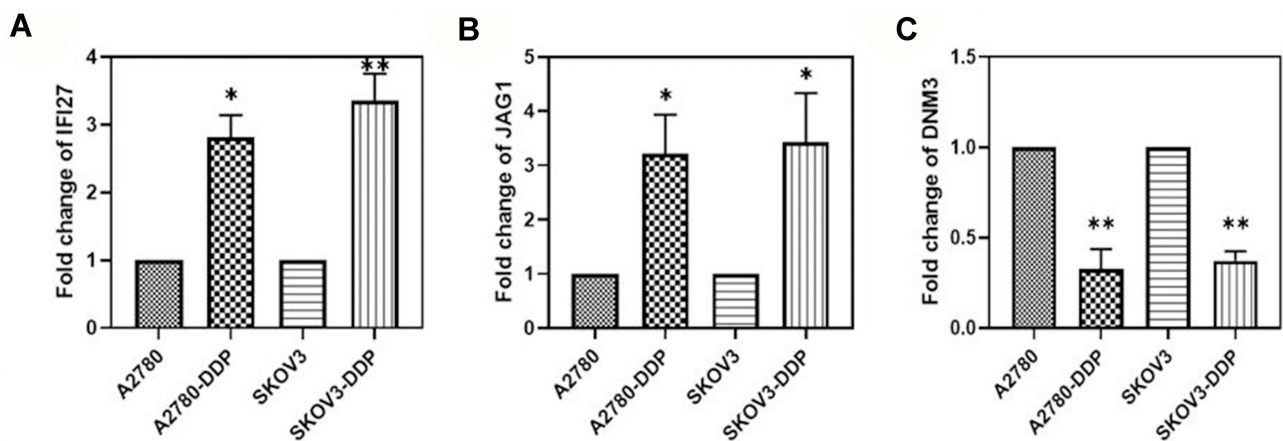 A
Fold change of IFI27
4
3
2
1
0
*
**
A2780
A2780-DDP
SKOV3
SKOV3-DDP
B
Fold change of JAG1
5
4
3
2
1
0
*
*
A2780
A2780-DDP
SKOV3
SKOV3-DDP
C
Fold change of DNM3
1.5
1.0
0.5
0.0
**
**
A2780
A2780-DDP
SKOV3
SKOV3-DDP